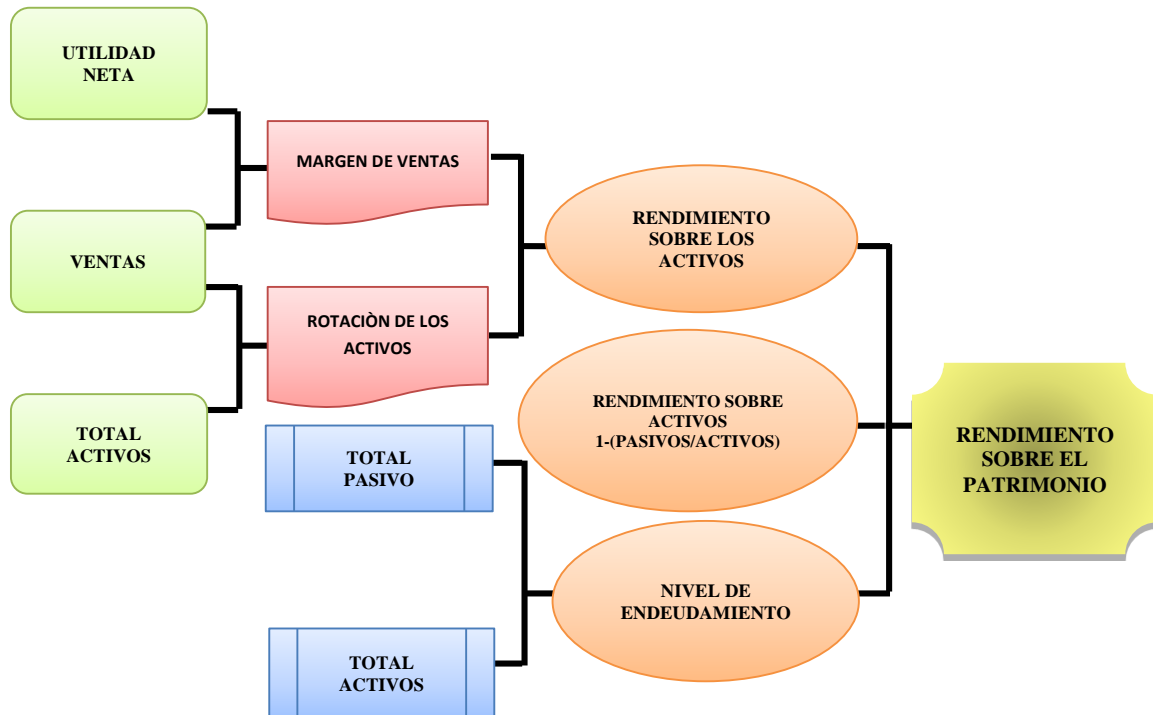 UTILIDAD
NETA
MARGEN DE VENTAS
VENTAS
ROTACIÒN DE LOS
ACTIVOS
TOTAL
ACTIVOS
TOTAL
PASIVO
TOTAL
ACTIVOS
RENDIMIENTO
SOBRE LOS
ACTIVOS
RENDIMIENTO SOBRE
ACTIVOS
1-(PASIVOS/ACTIVOS)
NIVEL DE
ENDEUDAMIENTO
RENDIMIENTO
SOBRE EL
PATRIMONIO